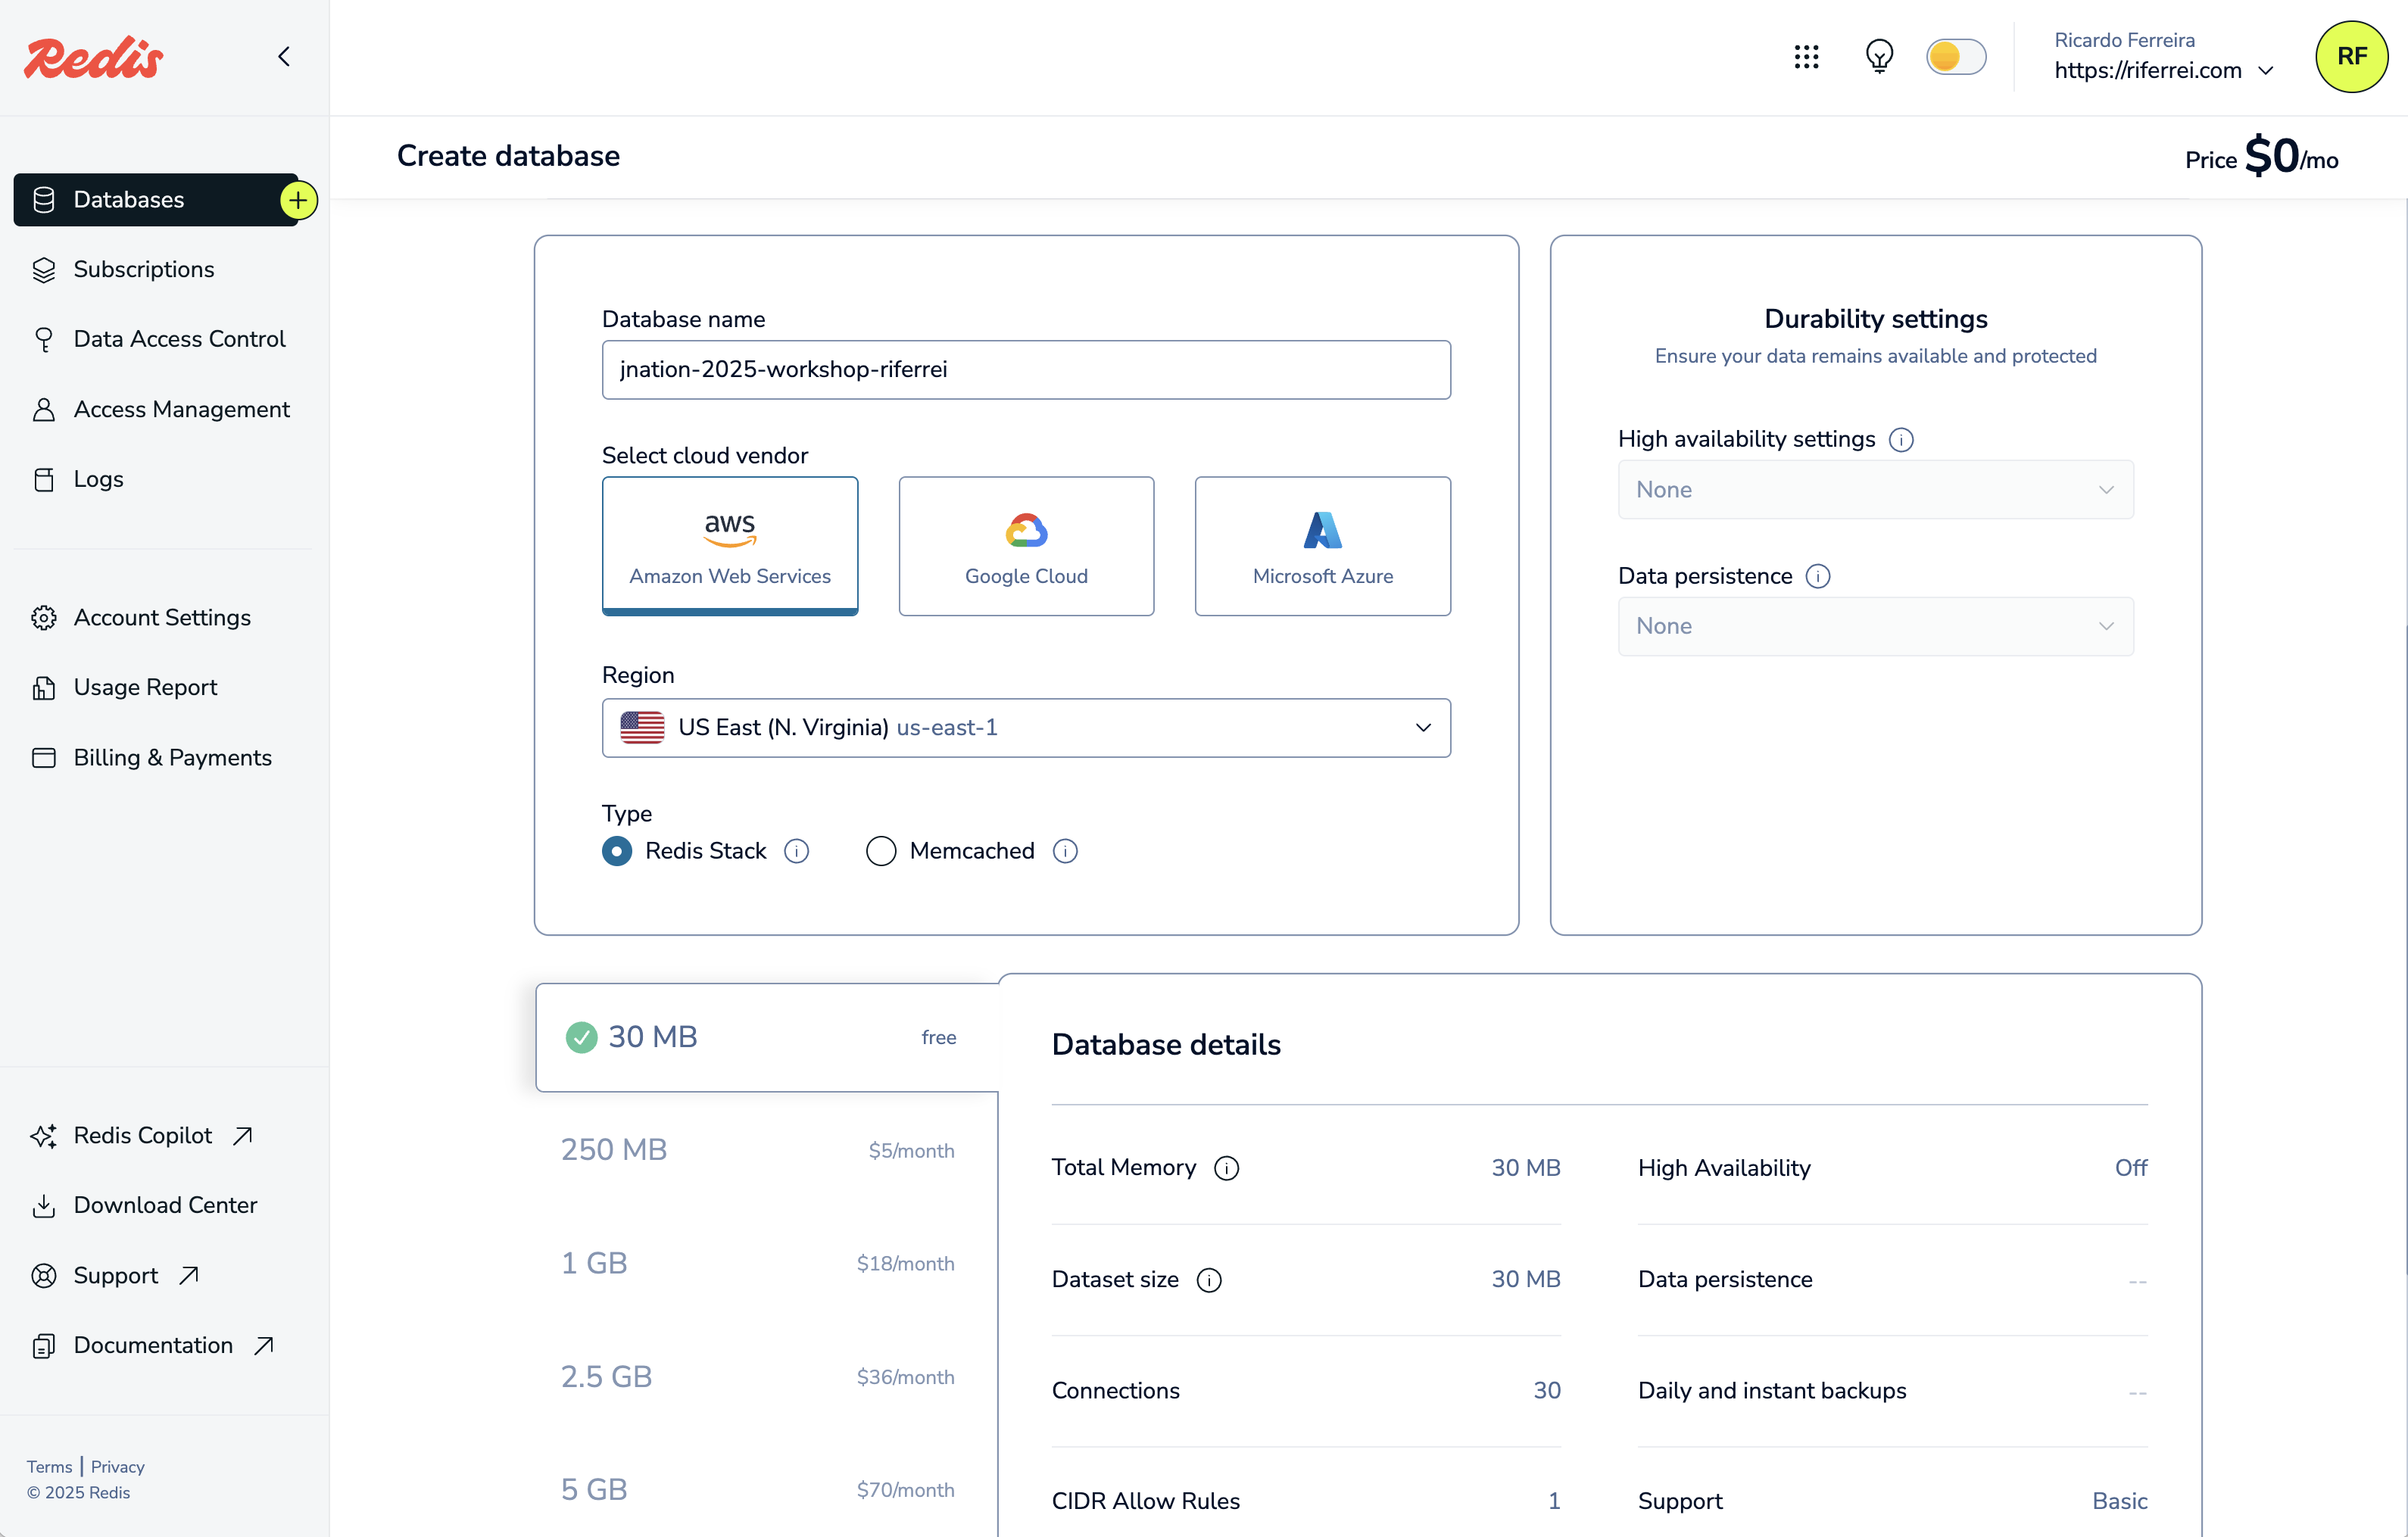 Redis
Ricardo Ferreira
https://riferrei.com
RF
Create database
Price $0/mo
Databases
Subscriptions
Data Access Control
Access Management
Logs
Account Settings
Usage Report
Billing & Payments
Redis Copilot
Download Center
Support
Documentation
Terms | Privacy
© 2025 Redis
Database name
jnation-2025-workshop-riferrei
Select cloud vendor
aws
Amazon Web Services
Google Cloud
Microsoft Azure
Region
US East (N. Virginia) us-east-1
Type
Redis Stack
Memcached
Durability settings
Ensure your data remains available and protected
High availability settings
None
Data persistence
None
30 MB free
250 MB $5/month
1 GB $18/month
2.5 GB $36/month
5 GB $70/month
Database details
Total Memory 30 MB
Dataset size 30 MB
Connections 30
CIDR Allow Rules 1
High Availability Off
Data persistence --
Daily and instant backups --
Support Basic